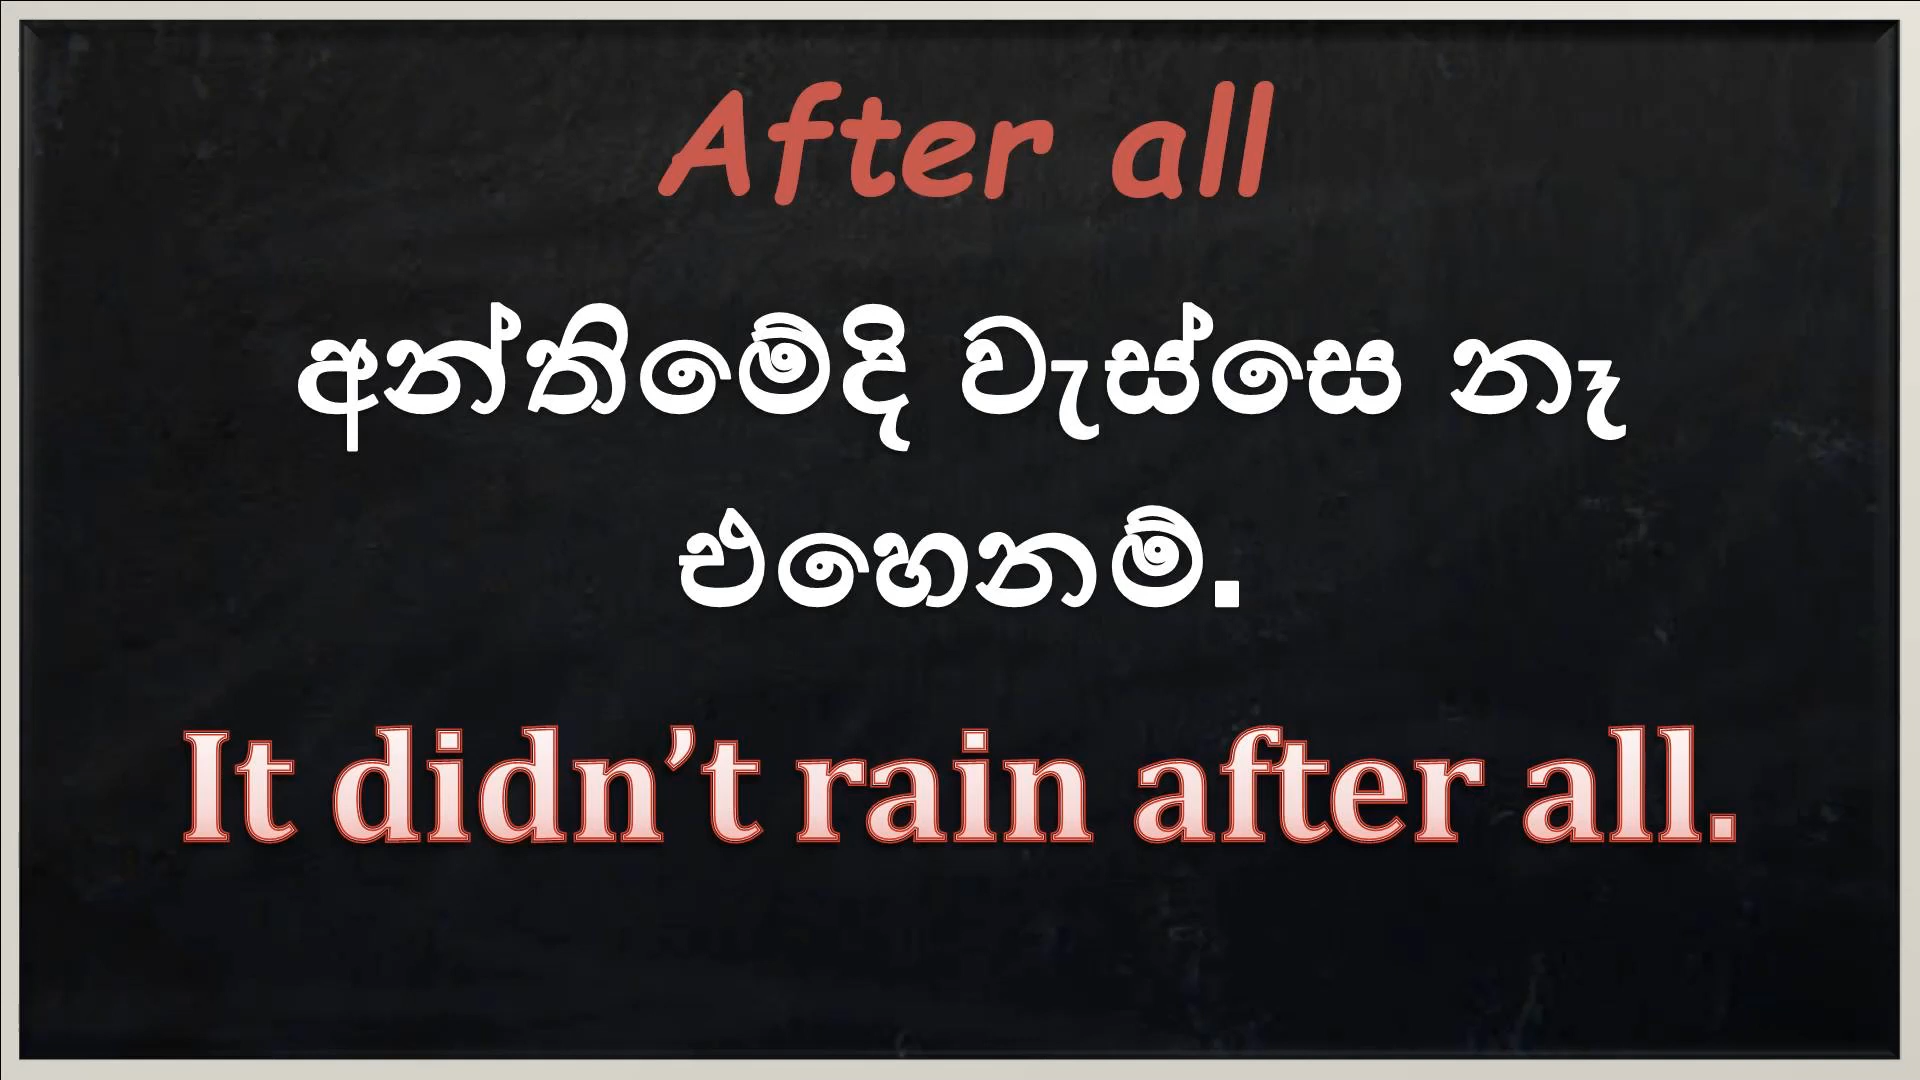 After all
අන්තිමේදි වැස්සෙ නෑ
එහෙනම්.
It didn’t rain after all.